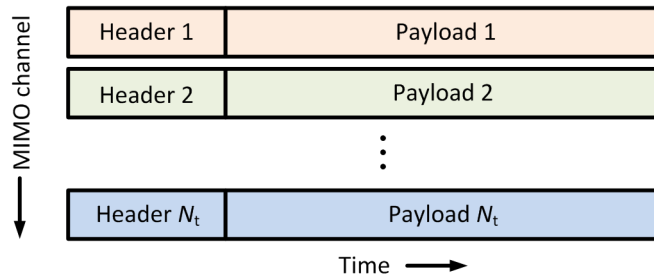 MIMO channel
Header 1 Payload 1
Header 2 Payload 2
Header Nt Payload Nt
Time